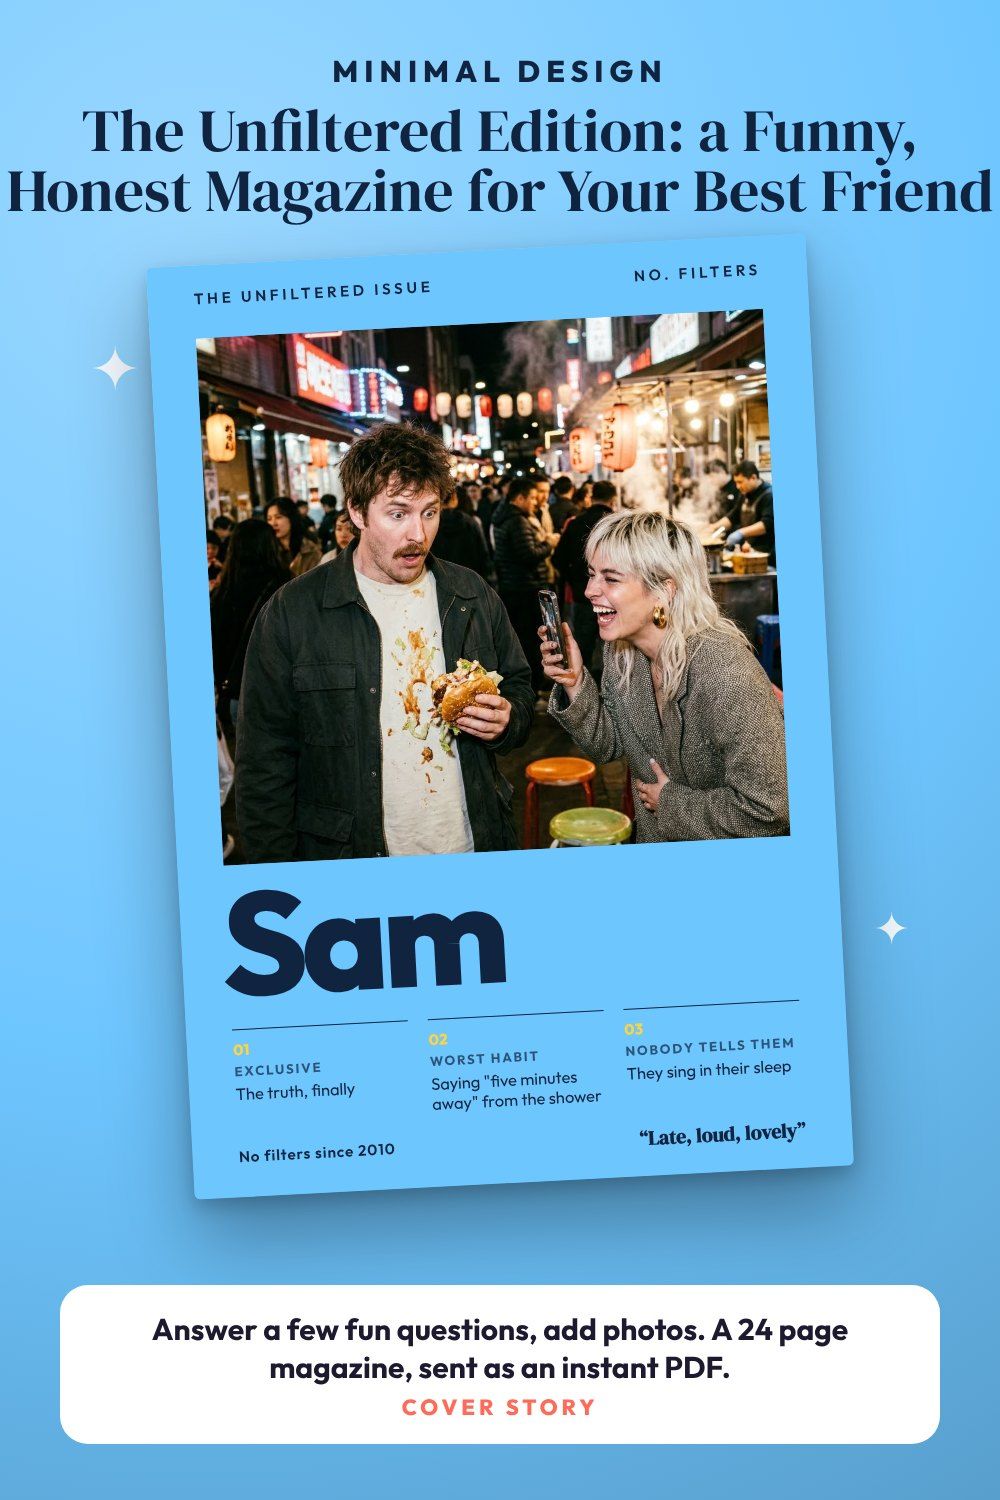 MINIMAL DESIGN
The Unfiltered Edition: a Funny,
Honest Magazine for Your Best Friend
THE UNFILTERED ISSUE
NO. FILTERS
Sam
01
EXCLUSIVE
The truth, finally
02
WORST HABIT
Saying "five minutes
away" from the shower
03
NOBODY TELLS THEM
They sing in their sleep
No filters since 2010
“Late, loud, lovely”
Answer a few fun questions, add photos. A 24 page
magazine, sent as an instant PDF.
COVER STORY